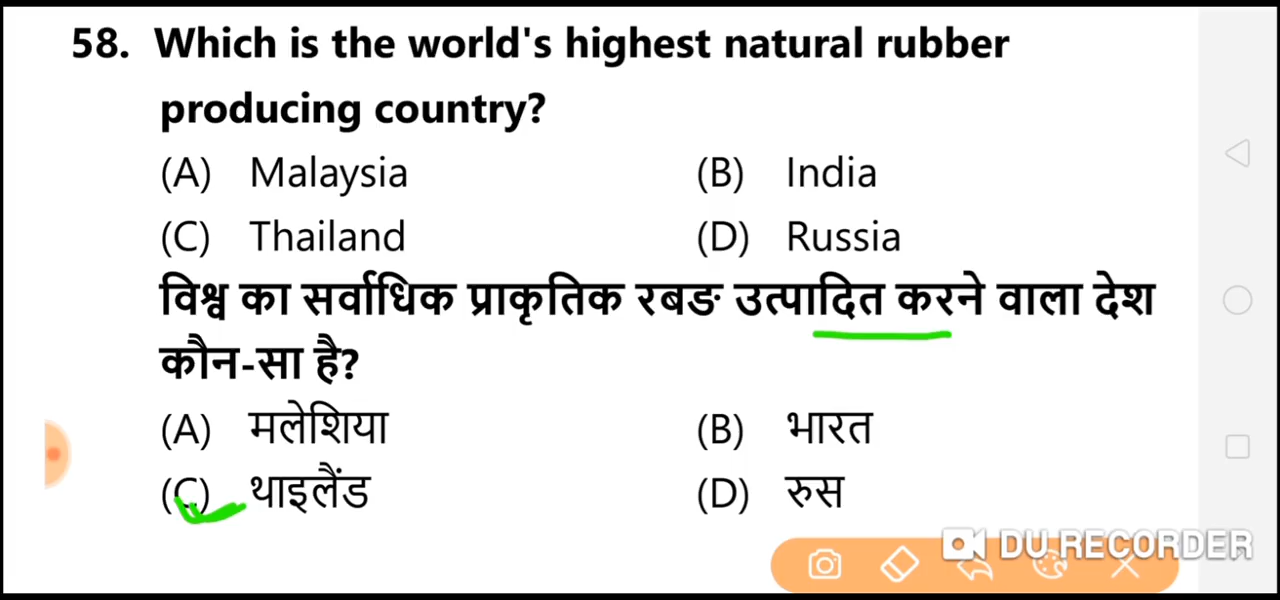 58. Which is the world's highest natural rubber
producing country?
(A) Malaysia (B) India
(C) Thailand (D) Russia
विश्व का सर्वाधिक प्राकृतिक रबङ उत्पादित करने वाला देश
कौन-सा है?
(A) मलेशिया (B) भारत
(C) थाइलैंड (D) रुस
DU RECORDER